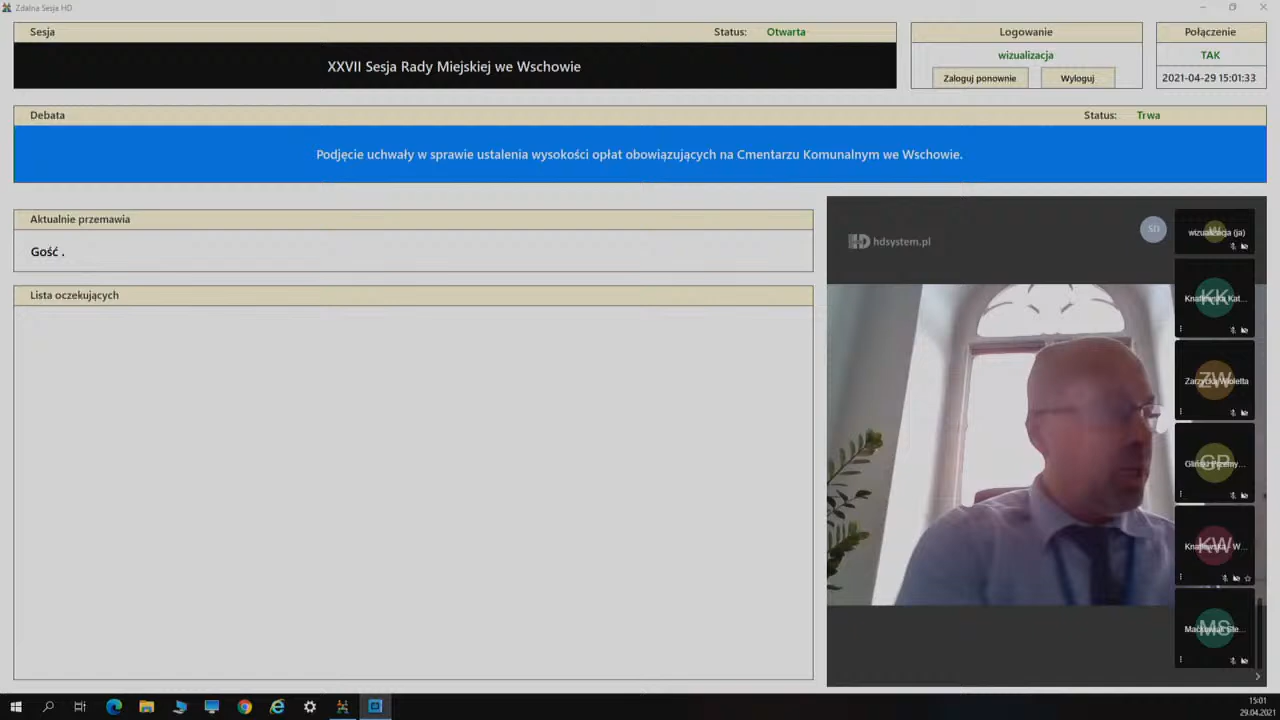 Zdalna Sesja HD
Sesja
Status: Otwarta
XXVII Sesja Rady Miejskiej we Wschowie
Logowanie
wizualizacja
Zaloguj ponownie
Wyloguj
Połączenie
TAK
2021-04-29 15:01:33
Debata
Status: Trwa
Podjęcie uchwały w sprawie ustalenia wysokości opłat obowiązujących na Cmentarzu Komunalnym we Wschowie.
Aktualnie przemawia
Gość .
Lista oczekujących
HD hdsystem.pl
SD
wizualizacja (ja)
KK
ZW
Zarzycka Wioletta
GP
KW
MS
15:01
29.04.2021